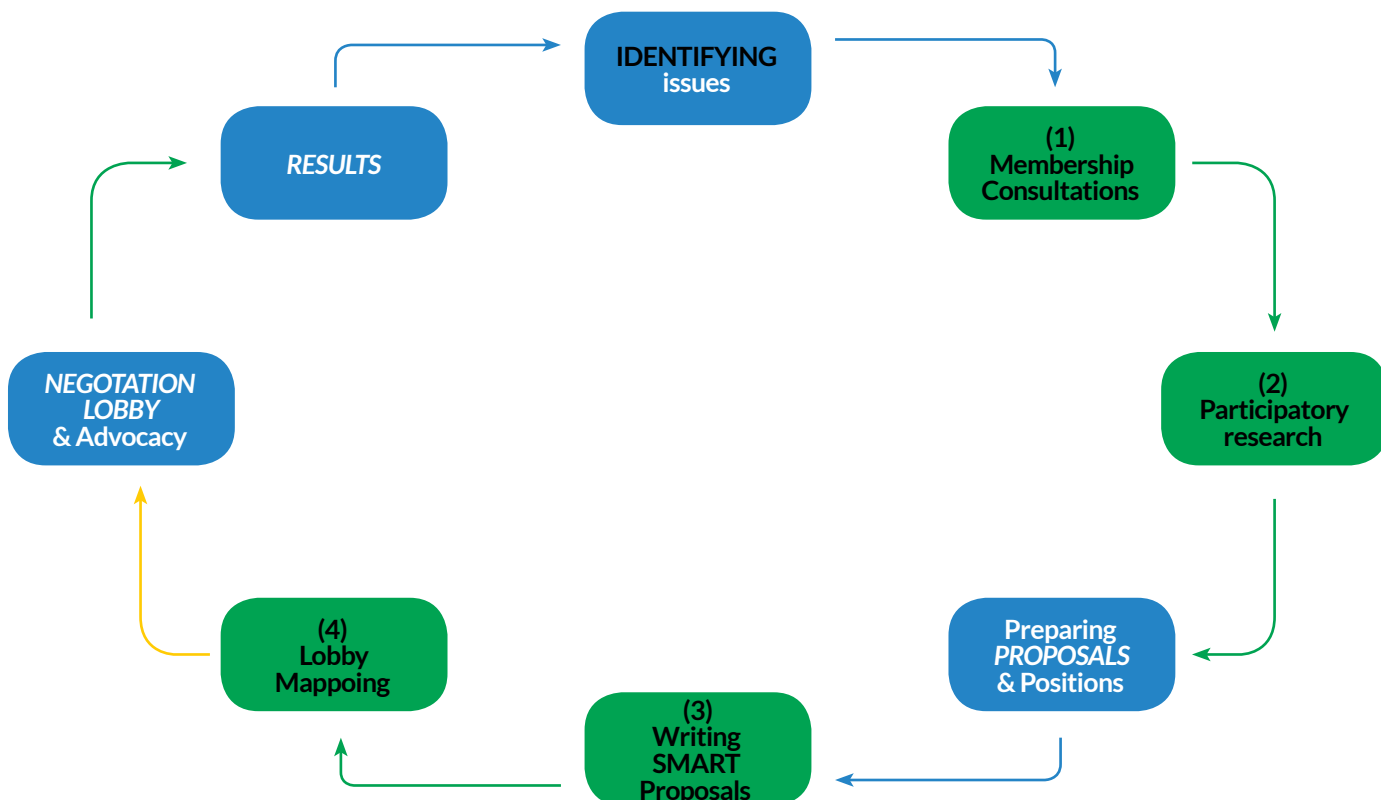 IDENTIFYING
issues
(1)
Membership
Consultations
(2)
Participatory
research
Preparing
PROPOSALS
& Positions
(3)
Writing
SMART
Proposals
(4)
Lobby
Mappoing
NEGOTATION
LOBBY
& Advocacy
RESULTS